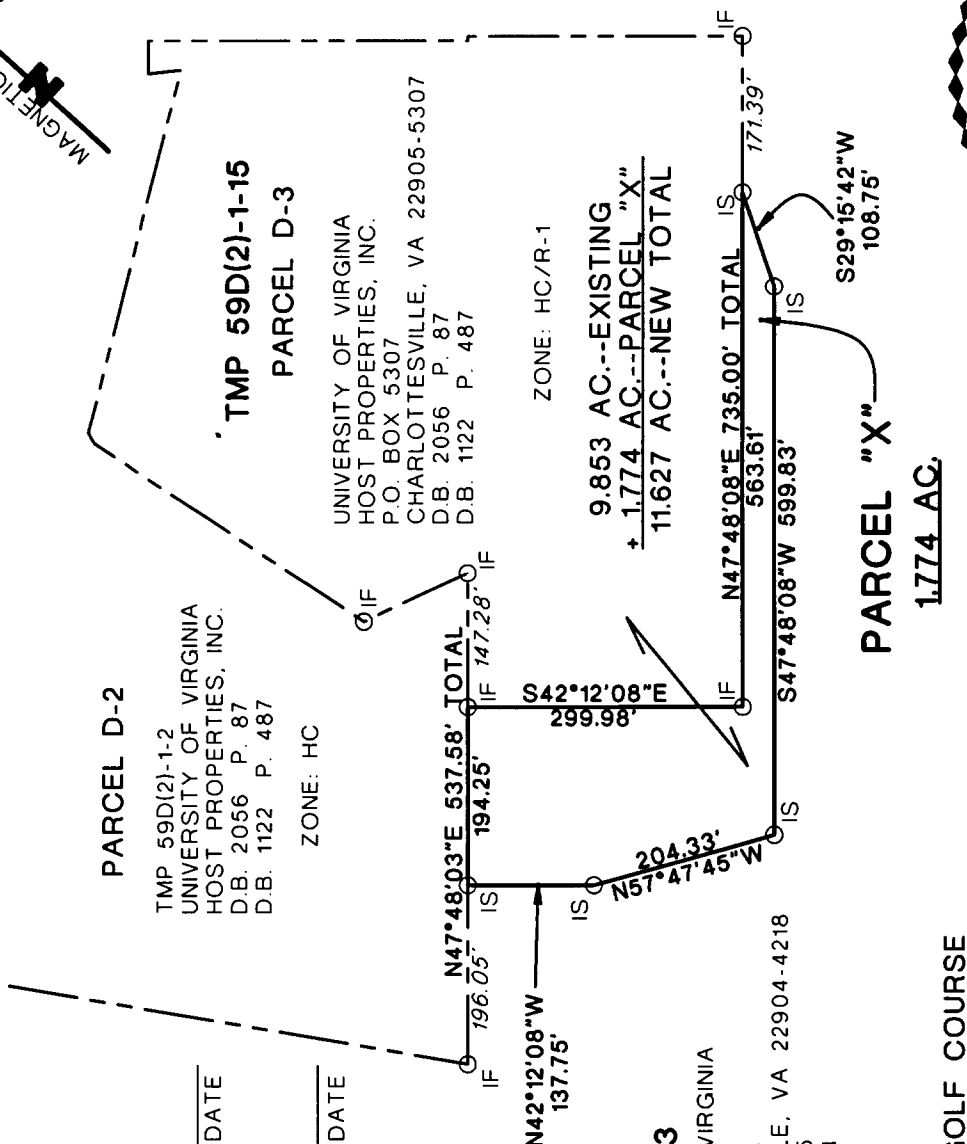 MAGNETIC
N
TMP 59D(2)-1-15
PARCEL D-3
UNIVERSITY OF VIRGINIA
HOST PROPERTIES, INC.
P.O. BOX 5307
CHARLOTTESVILLE, VA 22905-5307
D.B. 2056 P. 87
D.B. 1122 P. 487
ZONE: HC/R-1
9.853 AC.--EXISTING
+ 1.774 AC.--PARCEL "X"
11.627 AC.--NEW TOTAL
PARCEL D-2
TMP 59D(2)-1-2
UNIVERSITY OF VIRGINIA
HOST PROPERTIES, INC.
D.B. 2056 P. 87
D.B. 1122 P. 487
ZONE: HC
IF
IF
IF
147.28'
N47°48'03"E 537.58' TOTAL
194.25'
IF
196.05'
IF
IS
IS
S42°12'08"E
299.98'
IF
N47°48'08"E 735.00' TOTAL
563.61'
171.39'
IS
IS
S29°15'42"W
108.75'
S47°48'08"W 599.83'
IS
204.33'
N57°47'45"W
N42°12'08"W
137.75'
PARCEL "X"
1.774 AC.
DATE
DATE
3
VIRGINIA
LE, VA 22904-4218
GOLF COURSE